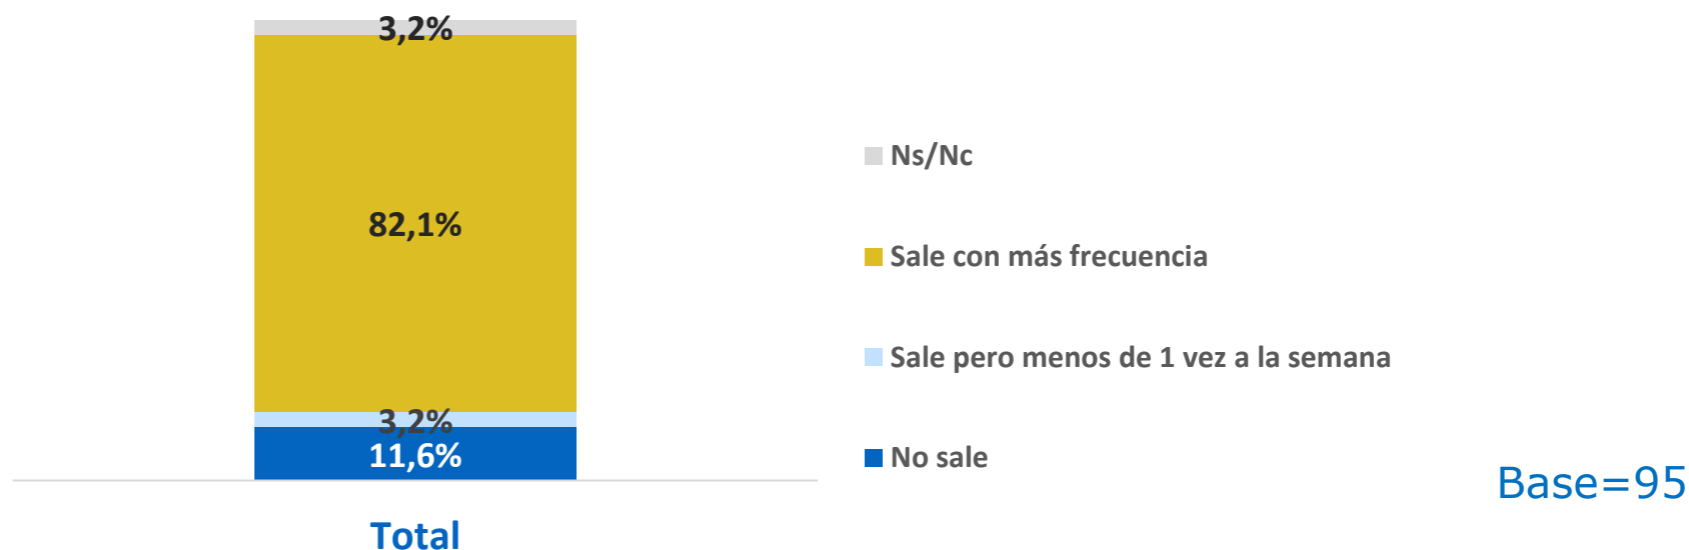 3,2%
82,1%
3,2%
11,6%
Total
Ns/Nc
Sale con más frecuencia
Sale pero menos de 1 vez a la semana
No sale
Base=95